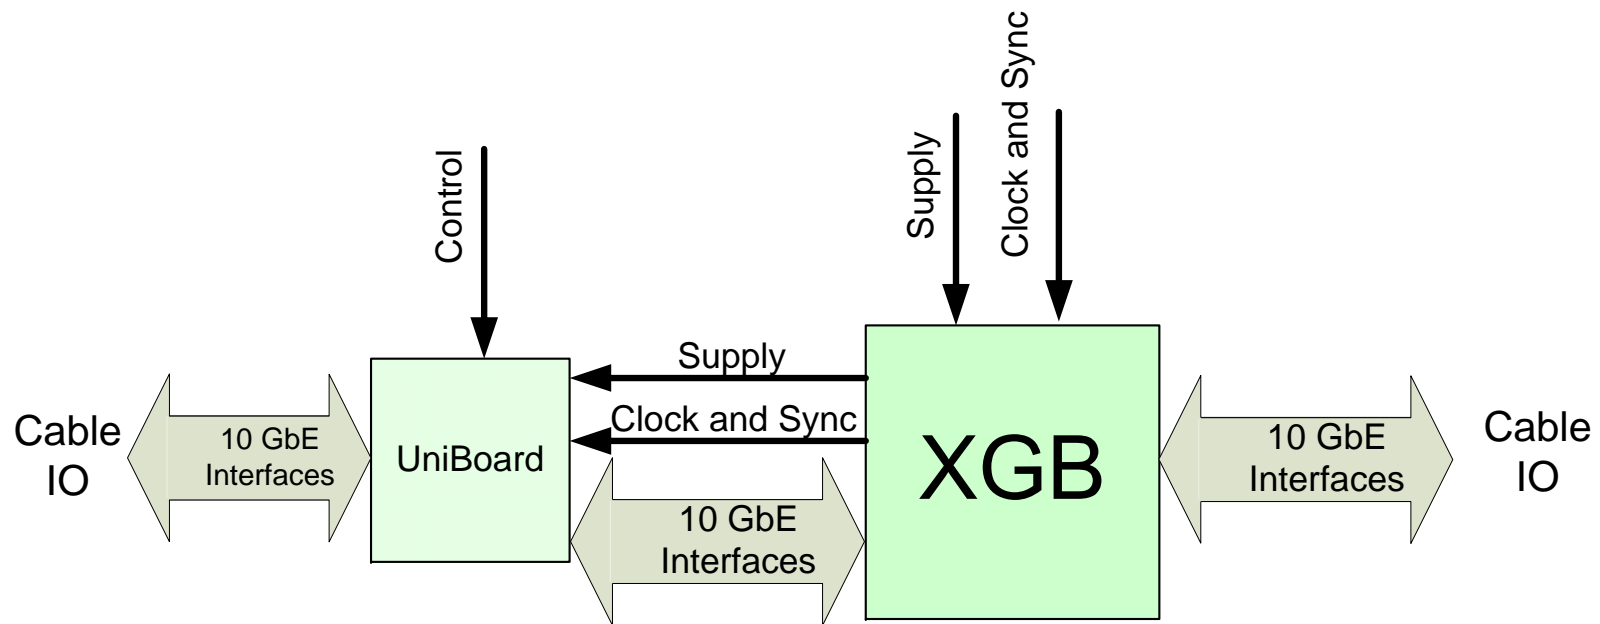 Clock and Sync
Supply
Control
Supply
Clock and Sync
Cable
IO
10 GbE
Interfaces
UniBoard
10 GbE
Interfaces
XGB
10 GbE
Interfaces
Cable
IO